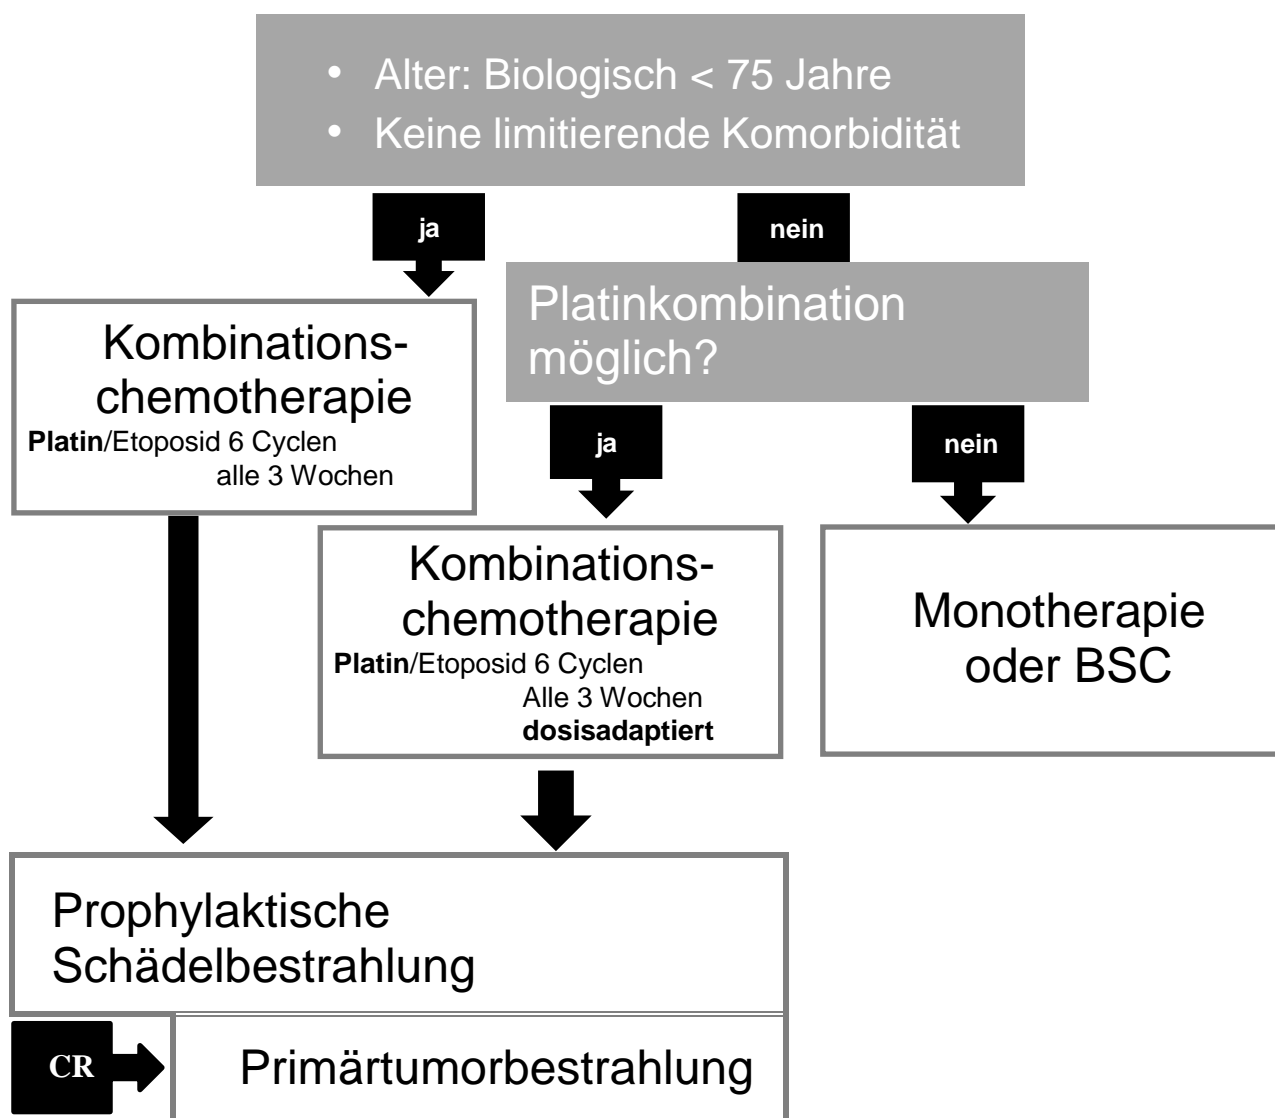 • Alter: Biologisch < 75 Jahre
• Keine limitierende Komorbidität
ja
nein
Kombinations-
chemotherapie
Platin/Etoposid 6 Cyclen
alle 3 Wochen
Platinkombination
möglich?
ja
nein
Kombinations-
chemotherapie
Platin/Etoposid 6 Cyclen
Alle 3 Wochen
dosisadaptiert
Monotherapie
oder BSC
Prophylaktische
Schädelbestrahlung
CR
Primärtumorbestrahlung